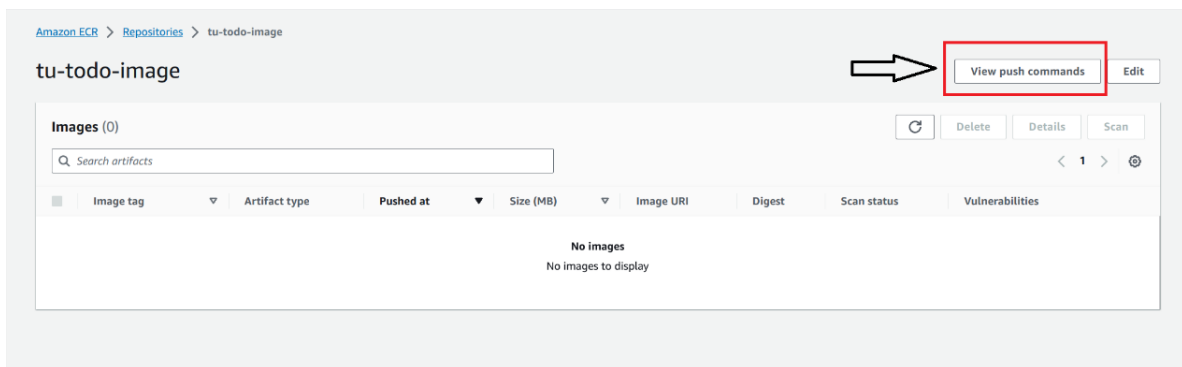 Amazon ECR > Repositories > tu-todo-image
tu-todo-image
View push commands
Edit
Images (0)
Delete
Details
Scan
Search artifacts
< 1 >
Image tag
Artifact type
Pushed at
Size (MB)
Image URI
Digest
Scan status
Vulnerabilities
No images
No images to display